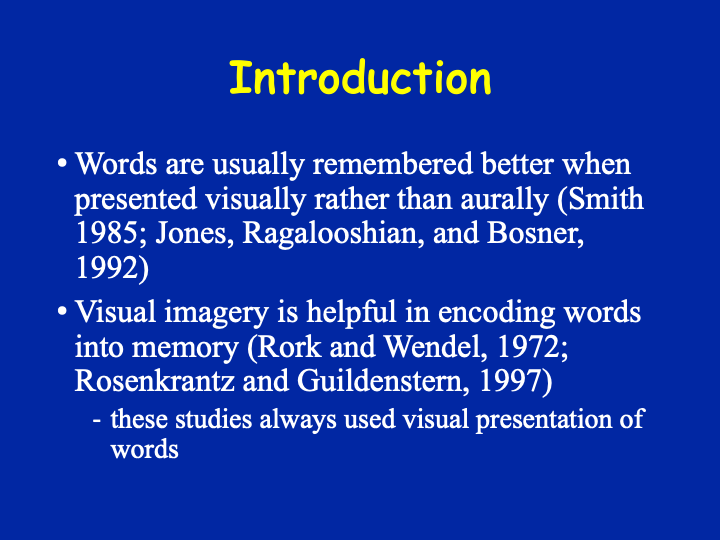 Introduction
• Words are usually remembered better when
presented visually rather than aurally (Smith
1985; Jones, Ragalooshian, and Bosner,
1992)
• Visual imagery is helpful in encoding words
into memory (Rork and Wendel, 1972;
Rosenkrantz and Guildenstern, 1997)
- these studies always used visual presentation of
words